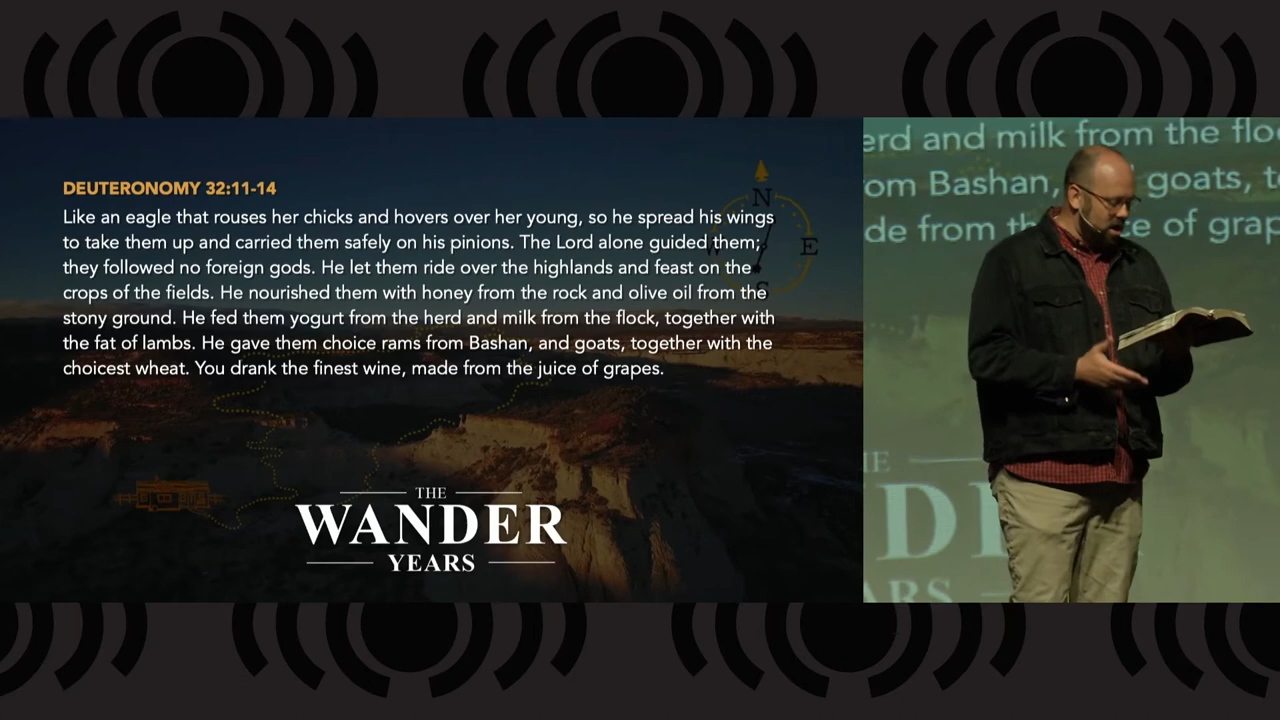 DEUTERONOMY 32:11-14
Like an eagle that rouses her chicks and hovers over her young, so he spread his wings
to take them up and carried them safely on his pinions. The Lord alone guided them;
they followed no foreign gods. He let them ride over the highlands and feast on the
crops of the fields. He nourished them with honey from the rock and olive oil from the
stony ground. He fed them yogurt from the herd and milk from the flock, together with
the fat of lambs. He gave them choice rams from Bashan, and goats, together with the
choicest wheat. You drank the finest wine, made from the juice of grapes.
N
W
E
S
THE
WANDER
YEARS
erd and milk from the flo
om Bashan, goats, t
de from th ce of grap
HE
DE
ARS